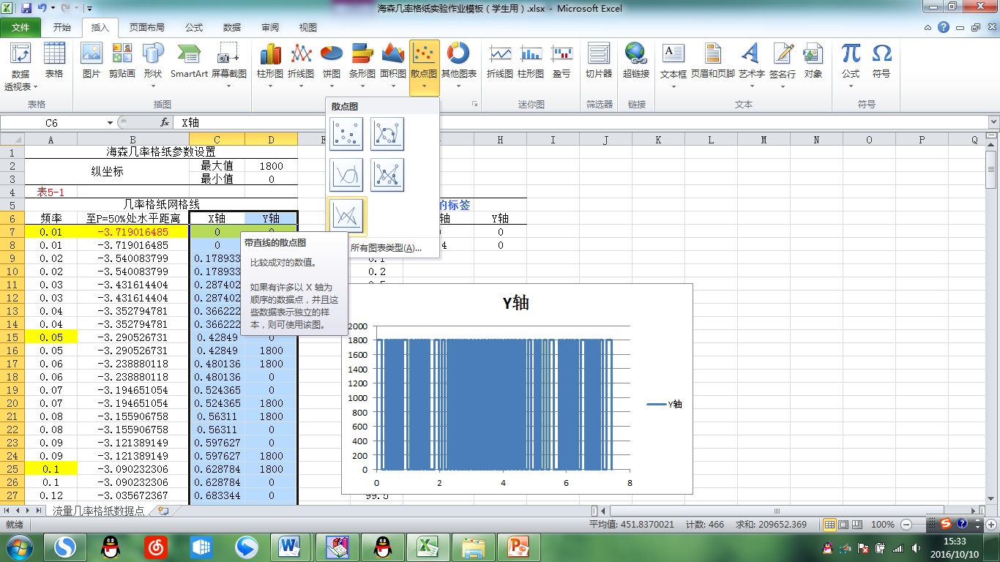 海森几率格纸实验作业模板（学生用）.xlsx - Microsoft Excel
文件 开始 插入 页面布局 公式 数据 审阅 视图
数据透视表 表格 图片 剪贴画 形状 SmartArt 屏幕截图 柱形图 折线图 饼图 条形图 面积图 散点图 其他图表 折线图 柱形图 盈亏 切片器 超链接 文本框 页眉和页脚 艺术字 签名行 对象 公式 符号
表格 插图 迷你图 筛选器 链接 文本 符号
散点图
所有图表类型(A)...
带直线的散点图
比较成对的数值。
如果有许多以 X 轴为
顺序的数据点，并且这
些数据表示独立的样
本，则可使用该图。
C6 fx X轴
A B C D E H I J K L M N O P Q
1 海森几率格纸参数设置
2 纵坐标 最大值 1800
3 最小值 0
4 表5-1
5 几率格纸网格线 的标签
6 频率 至P=50%处水平距离 X轴 Y轴 轴 Y轴
7 0.01 -3.719016485 0 0
8 0.01 -3.719016485 0 4 0
9 0.02 -3.540083799 0.178933 0.1
10 0.02 -3.540083799 0.178933 0.2
11 0.03 -3.431614404 0.287402
12 0.03 -3.431614404 0.287402
13 0.04 -3.352794781 0.366222
14 0.04 -3.352794781 0.366222
15 0.05 -3.290526731 0.42849 0
16 0.05 -3.290526731 0.42849 1800
17 0.06 -3.238880118 0.480136 1800
18 0.06 -3.238880118 0.480136 0
19 0.07 -3.194651054 0.524365 0
20 0.07 -3.194651054 0.524365 1800
21 0.08 -3.155906758 0.56311 1800
22 0.08 -3.155906758 0.56311 0
23 0.09 -3.121389149 0.597627 0
24 0.09 -3.121389149 0.597627 1800
25 0.1 -3.090232306 0.628784 1800
26 0.1 -3.090232306 0.628784 0
27 0.12 -3.035672367 0.683344 0 99.5
Y轴
2000
1800
1600
1400
1200
1000
800
600
400
200
0
0 2 4 6 8
Y轴
流量几率格纸数据点
就绪 平均值: 451.8370021 计数: 466 求和: 209652.369 100%
15:33
2016/10/10